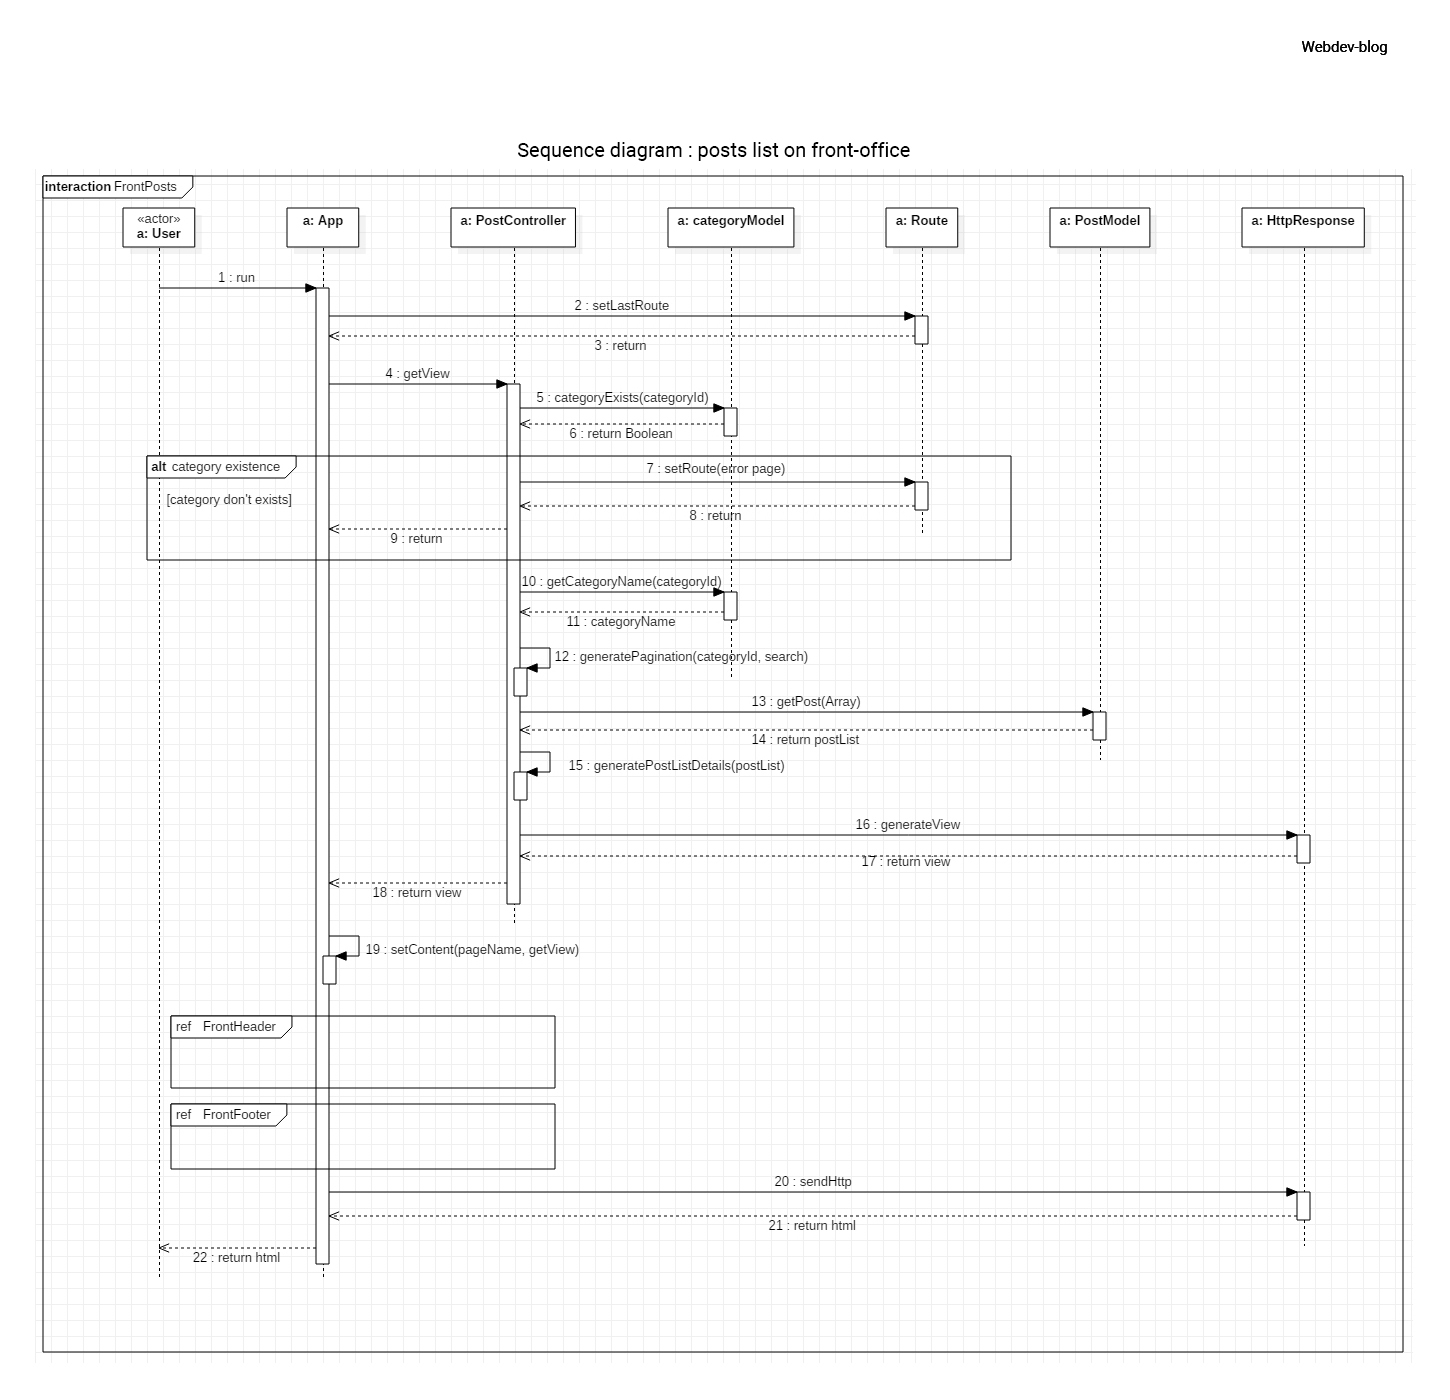 Webdev-blog
Sequence diagram : posts list on front-office
interaction FrontPosts
«actor»
a: User
a: App
a: PostController
a: categoryModel
a: Route
a: PostModel
a: HttpResponse
1 : run
2 : setLastRoute
3 : return
4 : getView
5 : categoryExists(categoryId)
6 : return Boolean
alt category existence
7 : setRoute(error page)
[category don't exists]
8 : return
9 : return
10 : getCategoryName(categoryId)
11 : categoryName
12 : generatePagination(categoryId, search)
13 : getPost(Array)
14 : return postList
15 : generatePostListDetails(postList)
16 : generateView
17 : return view
18 : return view
19 : setContent(pageName, getView)
ref FrontHeader
ref FrontFooter
20 : sendHttp
21 : return html
22 : return html